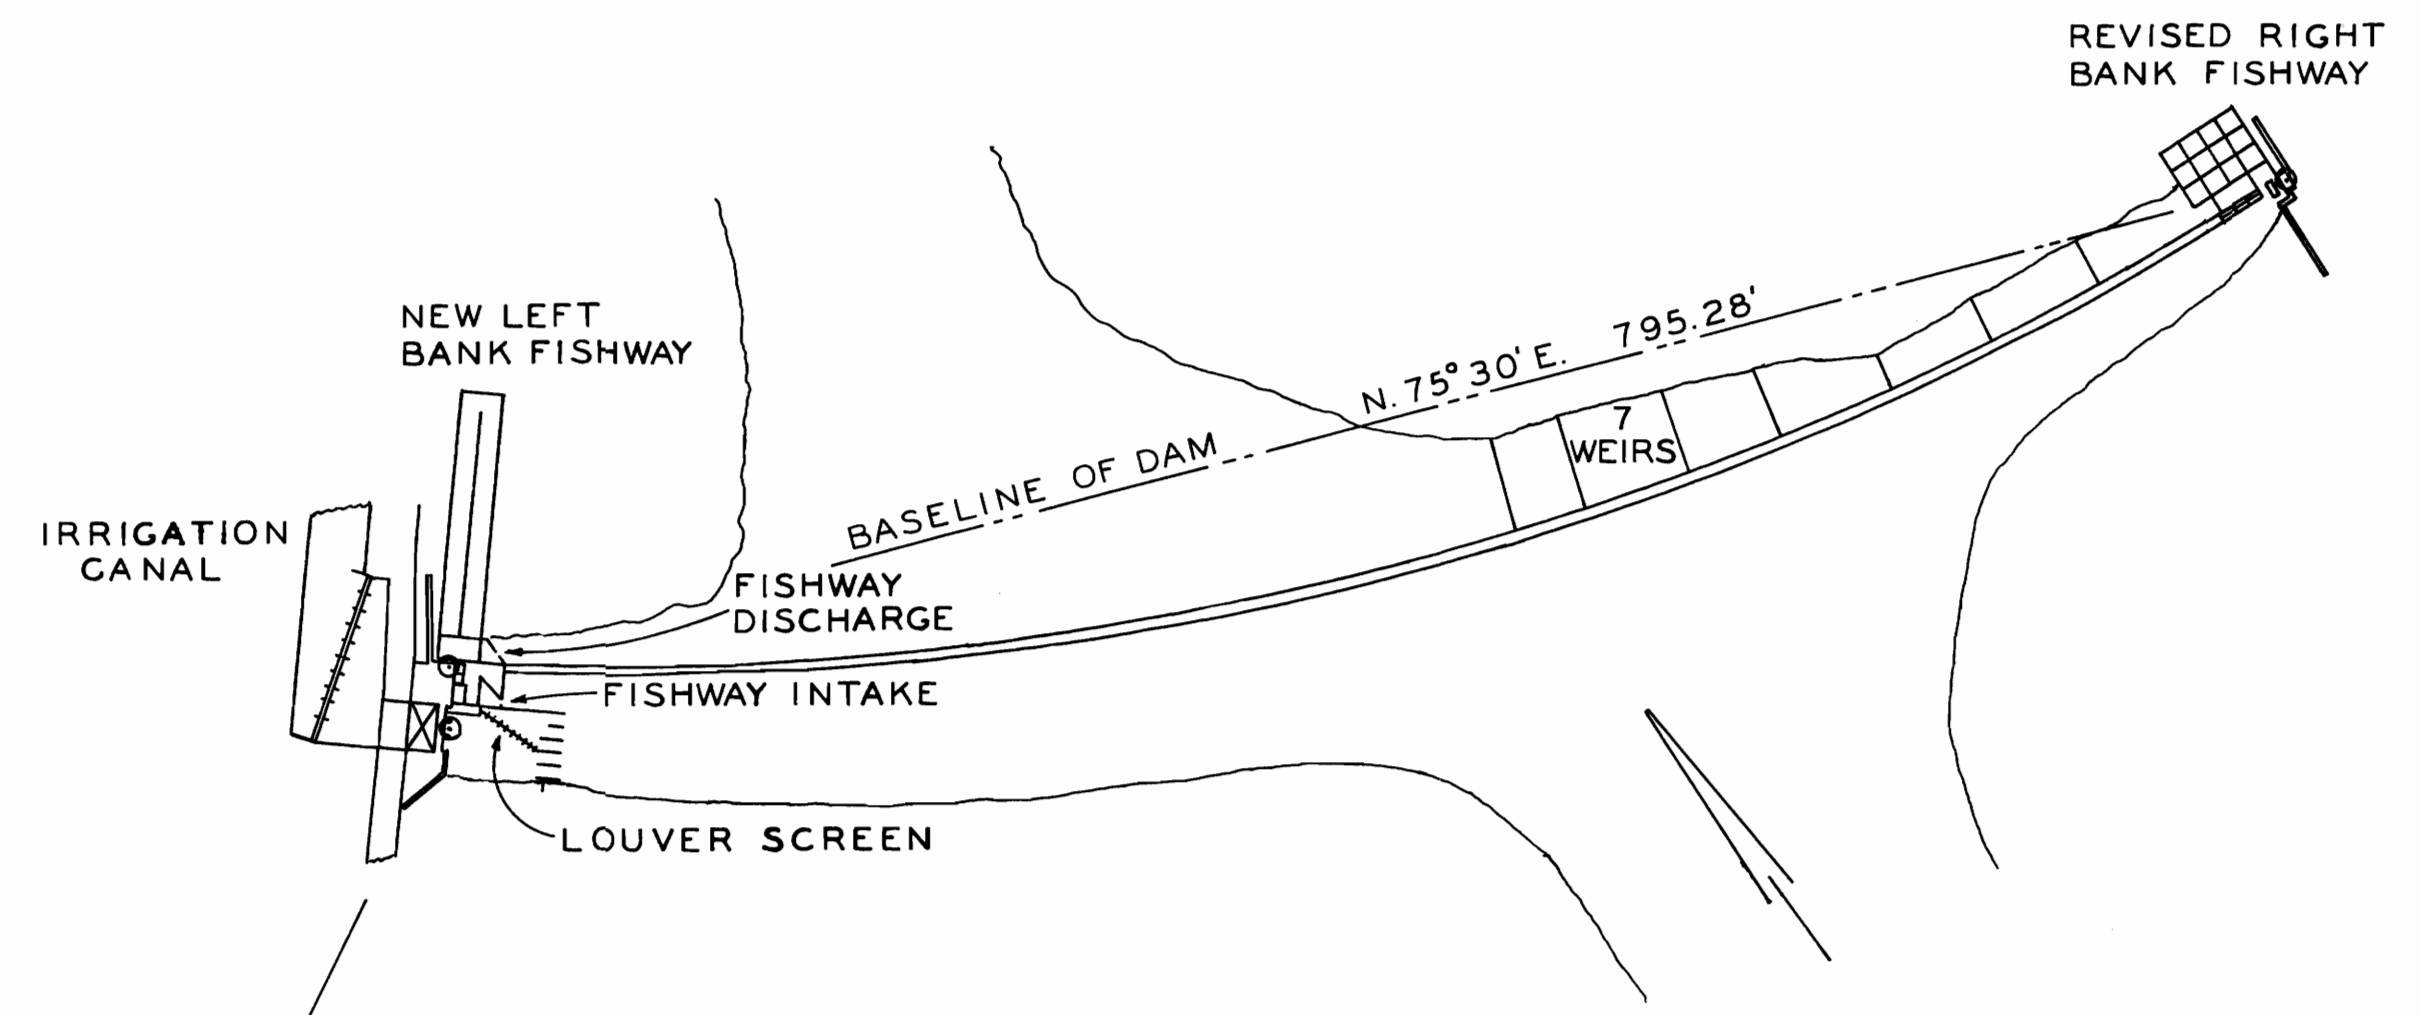 REVISED RIGHT
BANK FISHWAY
NEW LEFT
BANK FISHWAY
N. 75° 30' E. 795.28'
BASELINE OF DAM
7
WEIRS
IRRIGATION
CANAL
FISHWAY
DISCHARGE
FISHWAY INTAKE
LOUVER SCREEN